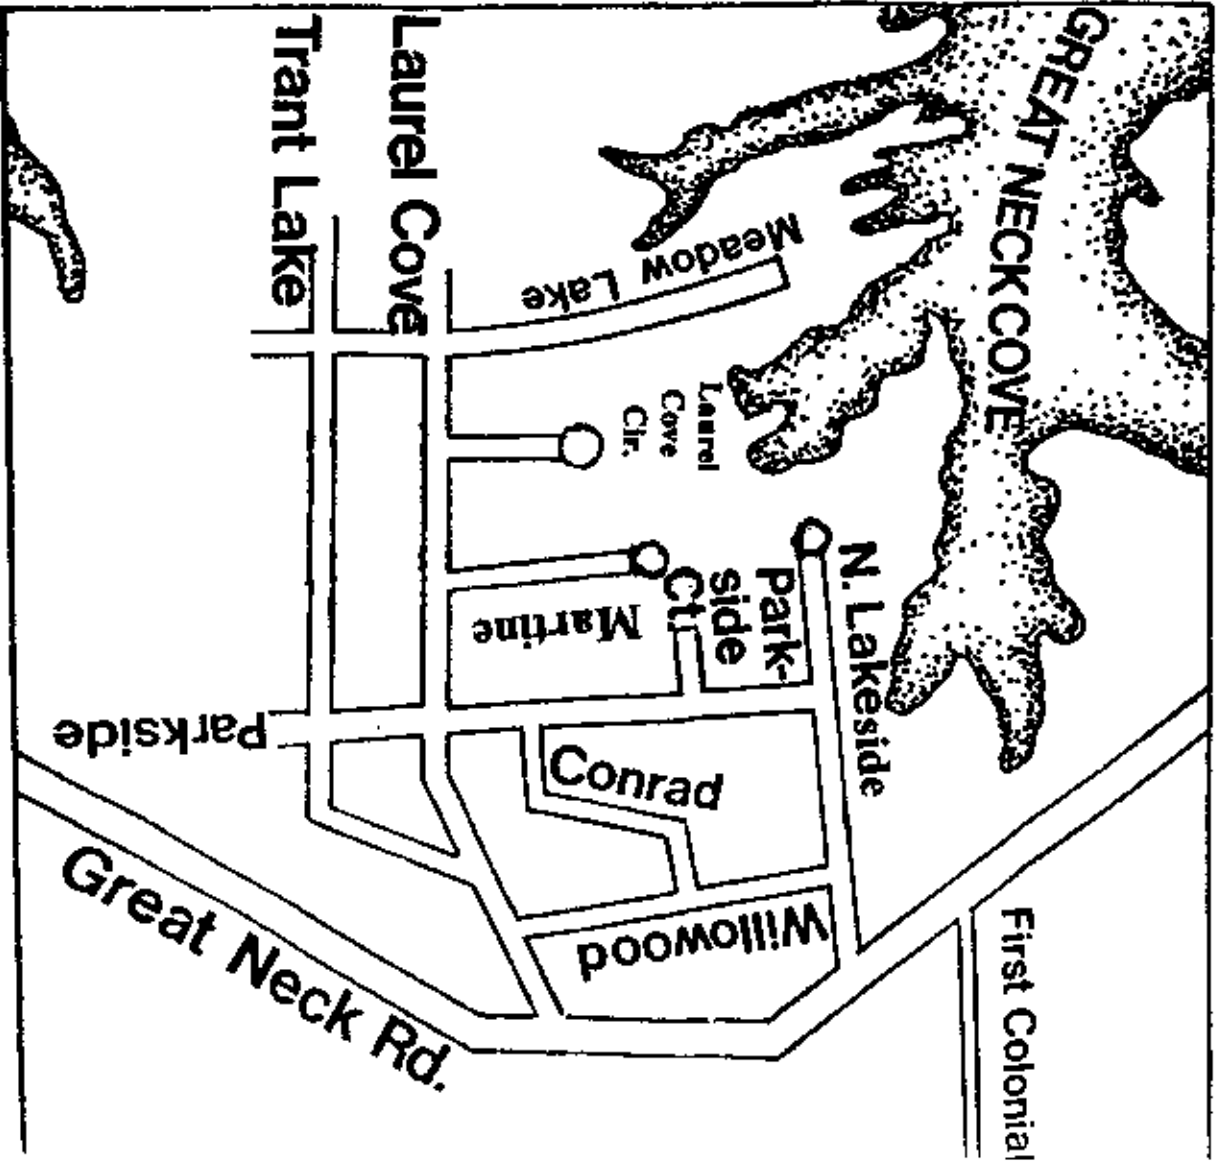 GREAT NECK COVE
Laurel Cove
Trant Lake
Meadow Lake
Laurel
Cove
Cir.
N. Lakeside
Park-
side
Ct.
Martine
Parkside
Conrad
Willowood
Great Neck Rd.
First Colonial